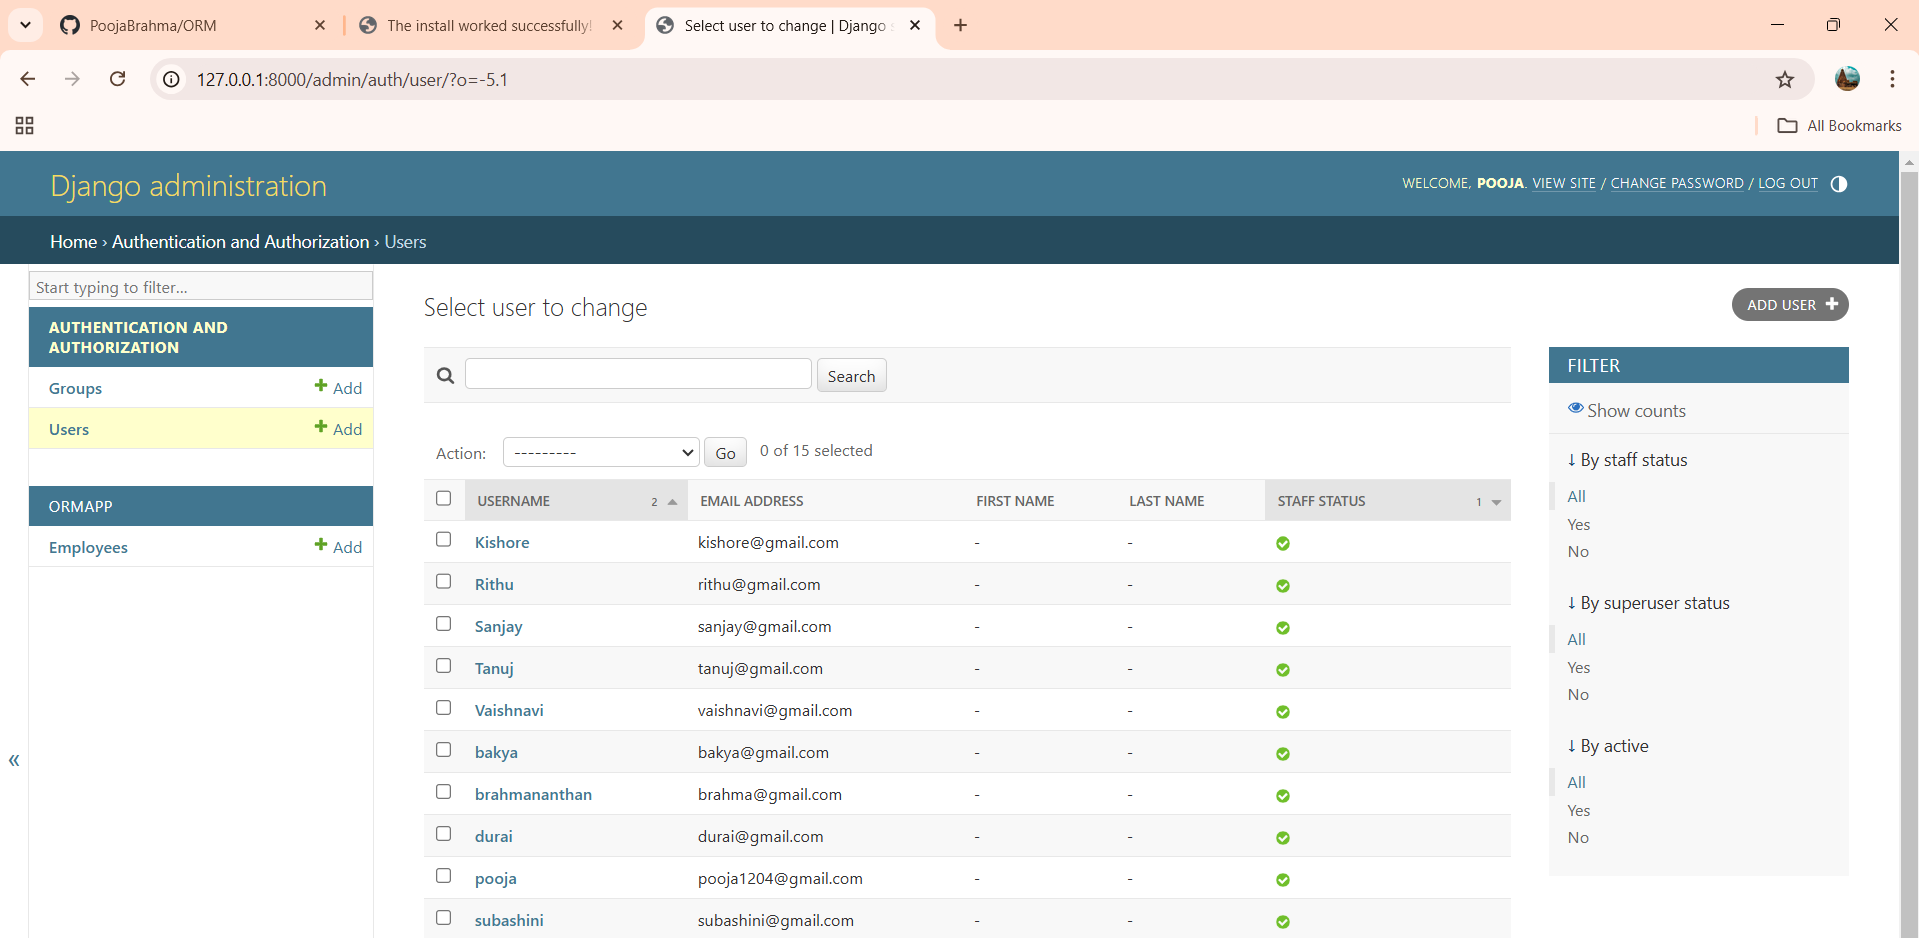 PoojaBrahma/ORM
The install worked successfully!
Select user to change | Django s
127.0.0.1:8000/admin/auth/user/?o=-5.1
All Bookmarks
Django administration
WELCOME, POOJA. VIEW SITE / CHANGE PASSWORD / LOG OUT
Home › Authentication and Authorization › Users
Start typing to filter...
AUTHENTICATION AND
AUTHORIZATION
Groups + Add
Users + Add
ORMAPP
Employees + Add
«
Select user to change
ADD USER +
Search
Action: --------- Go 0 of 15 selected
USERNAME 2 EMAIL ADDRESS FIRST NAME LAST NAME STAFF STATUS 1
Kishore kishore@gmail.com - -
Rithu rithu@gmail.com - -
Sanjay sanjay@gmail.com - -
Tanuj tanuj@gmail.com - -
Vaishnavi vaishnavi@gmail.com - -
bakya bakya@gmail.com - -
brahmananthan brahma@gmail.com - -
durai durai@gmail.com - -
pooja pooja1204@gmail.com - -
subashini subashini@gmail.com - -
FILTER
Show counts
↓ By staff status
All
Yes
No
↓ By superuser status
All
Yes
No
↓ By active
All
Yes
No